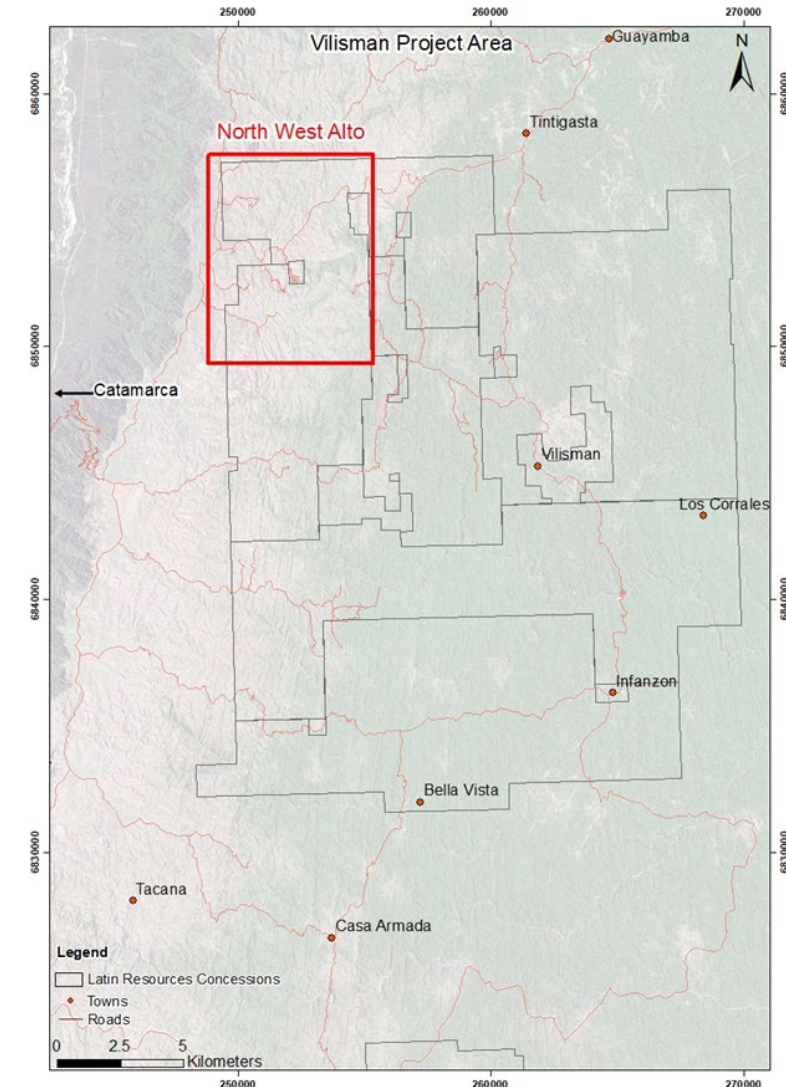 250000
260000
270000
Vilisman Project Area
N
Guayamba
6860000
6860000
Tintigasta
North West Alto
6850000
6850000
Catamarca
Vilisman
Los Corrales
6840000
6840000
Infanzon
Bella Vista
6830000
6830000
Tacana
Casa Armada
Legend
Latin Resources Concessions
Towns
Roads
0 2.5 5
Kilometers
250000
260000
270000